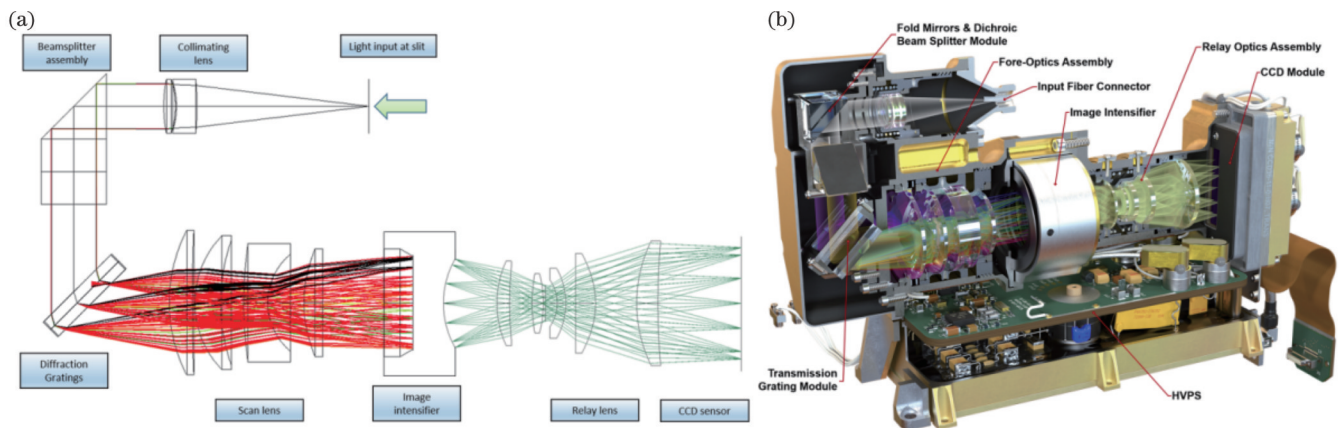 (a)
Beamsplitter
assembly
Collimating
lens
Light input at slit
Diffraction
Gratings
Scan lens
Image
intensifier
Relay lens
CCD sensor
(b)
Fold Mirrors & Dichroic
Beam Splitter Module
Fore-Optics Assembly
Input Fiber Connector
Image Intensifier
Relay Optics Assembly
CCD Module
Transmission
Grating Module
HVPS